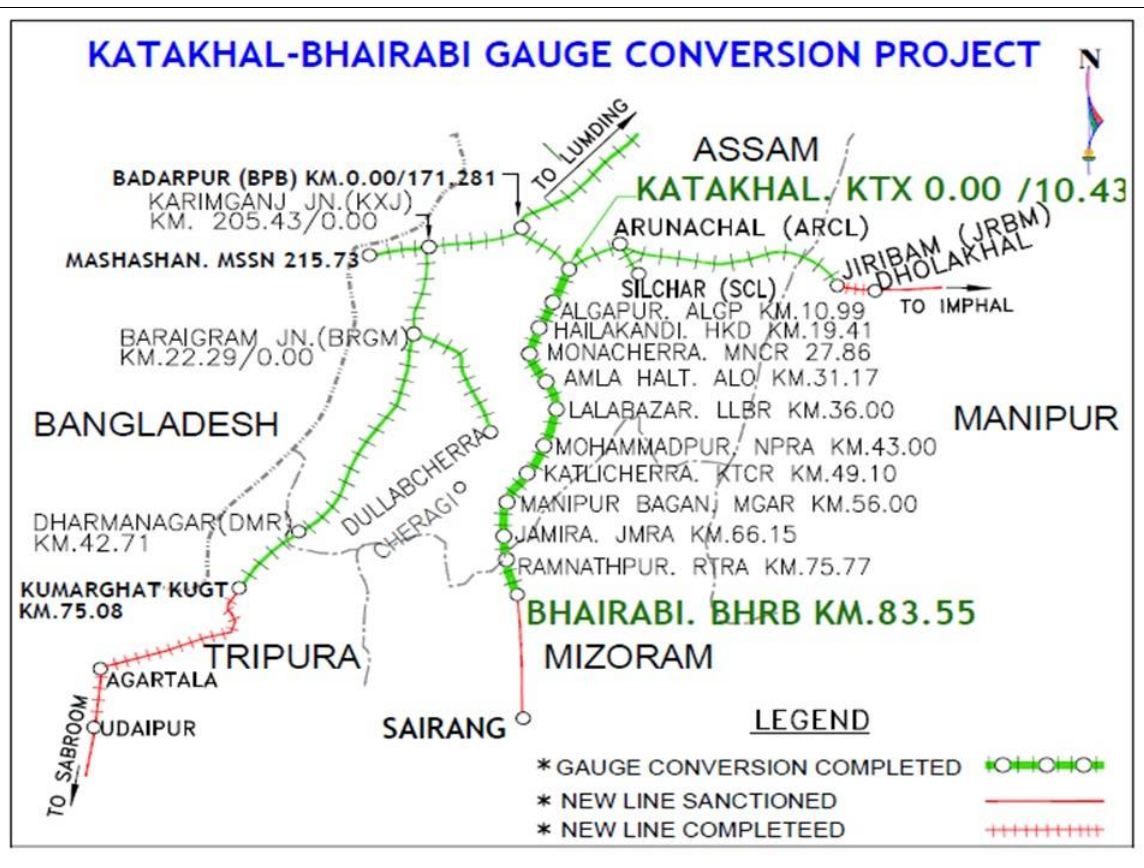 KATAKHAL-BHAIRABI GAUGE CONVERSION PROJECT
N
TO LUMDING
ASSAM
BADARPUR (BPB) KM.0.00/171.281
KATAKHAL. KTX 0.00 /10.43
KARIMGANJ JN.(KXJ)
KM. 205.43/0.00
ARUNACHAL (ARCL)
MASHASHAN. MSSN 215.73
JIRIBAM (JRBM)
DHOLAKHAL
SILCHAR (SCL)
TO IMPHAL
ALGAPUR. ALGP KM.10.99
HAILAKANDI. HKD KM.19.41
BARAIGRAM JN.(BRGM)
KM.22.29/0.00
MONACHERRA. MNCR 27.86
AMLA HALT. ALO KM.31.17
LALABAZAR. LLBR KM.36.00
BANGLADESH
MANIPUR
MOHAMMADPUR. NPRA KM.43.00
KATLICHERRA. KTCR KM.49.10
DULLABCHERRA
CHERAGI
MANIPUR BAGAN. MGAR KM.56.00
DHARMANAGAR(DMR)
KM.42.71
JAMIRA. JMRA KM.66.15
RAMNATHPUR. RTRA KM.75.77
KUMARGHAT KUGT
KM.75.08
BHAIRABI. BHRB KM.83.55
TRIPURA
MIZORAM
AGARTALA
UDAIPUR
TO SABROOM
SAIRANG
LEGEND
* GAUGE CONVERSION COMPLETED
* NEW LINE SANCTIONED
* NEW LINE COMPLETEED